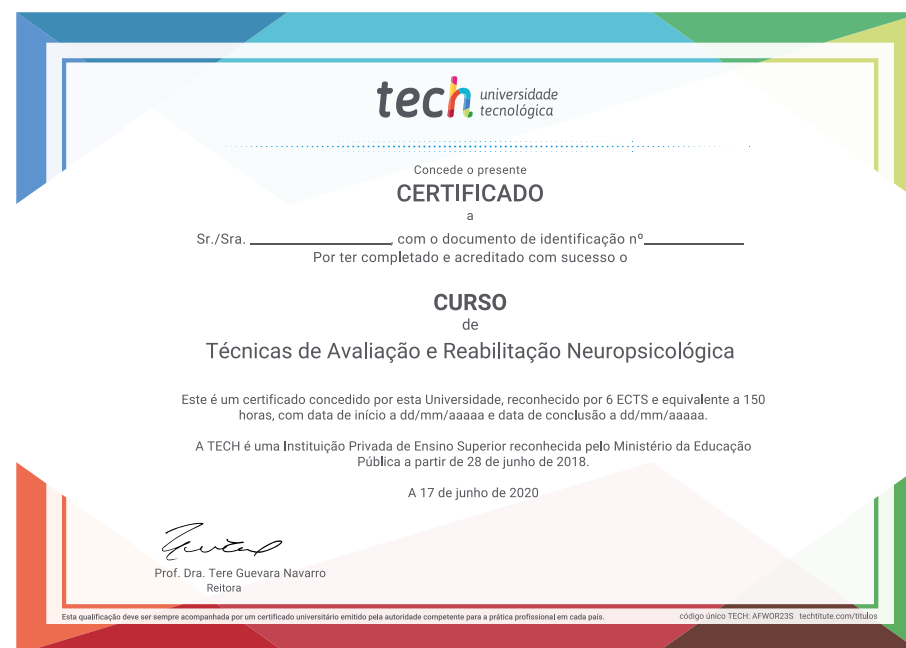 tech universidade
tecnológica
Concede o presente
CERTIFICADO
a
Sr./Sra. ____________, com o documento de identificação nº____________
Por ter completado e acreditado com sucesso o
CURSO
de
Técnicas de Avaliação e Reabilitação Neuropsicológica
Este é um certificado concedido por esta Universidade, reconhecido por 6 ECTS e equivalente a 150
horas, com data de início a dd/mm/aaaaa e data de conclusão a dd/mm/aaaaa.
A TECH é uma Instituição Privada de Ensino Superior reconhecida pelo Ministério da Educação
Pública a partir de 28 de junho de 2018.
A 17 de junho de 2020
Prof. Dra. Tere Guevara Navarro
Reitora
Esta qualificação deve ser sempre acompanhada por um certificado universitário emitido pela autoridade competente para a prática profissional em cada país.
código único TECH: AFWOR23S techtitute.com/titulos